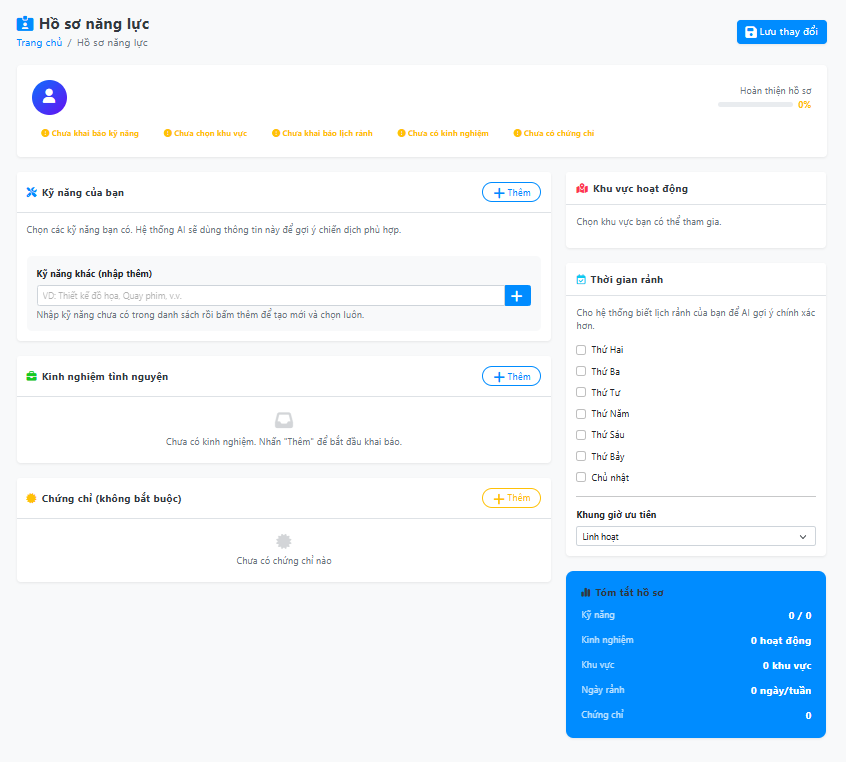 Hồ sơ năng lực
Trang chủ / Hồ sơ năng lực
Lưu thay đổi
Hoàn thiện hồ sơ
0%
Chưa khai báo kỹ năng
Chưa chọn khu vực
Chưa khai báo lịch rảnh
Chưa có kinh nghiệm
Chưa có chứng chỉ
Kỹ năng của bạn
Thêm
Chọn các kỹ năng bạn có. Hệ thống AI sẽ dùng thông tin này để gợi ý chiến dịch phù hợp.
Kỹ năng khác (nhập thêm)
VD: Thiết kế đồ họa, Quay phim, v.v.
Nhập kỹ năng chưa có trong danh sách rồi bấm thêm để tạo mới và chọn luôn.
Kinh nghiệm tình nguyện
Thêm
Chưa có kinh nghiệm. Nhấn "Thêm" để bắt đầu khai báo.
Chứng chỉ (không bắt buộc)
Thêm
Chưa có chứng chỉ nào
Khu vực hoạt động
Chọn khu vực bạn có thể tham gia.
Thời gian rảnh
Cho hệ thống biết lịch rảnh của bạn để AI gợi ý chính xác
hơn.
Thứ Hai
Thứ Ba
Thứ Tư
Thứ Năm
Thứ Sáu
Thứ Bảy
Chủ nhật
Khung giờ ưu tiên
Linh hoạt
Tóm tắt hồ sơ
Kỹ năng 0 / 0
Kinh nghiệm 0 hoạt động
Khu vực 0 khu vực
Ngày rảnh 0 ngày/tuần
Chứng chỉ 0